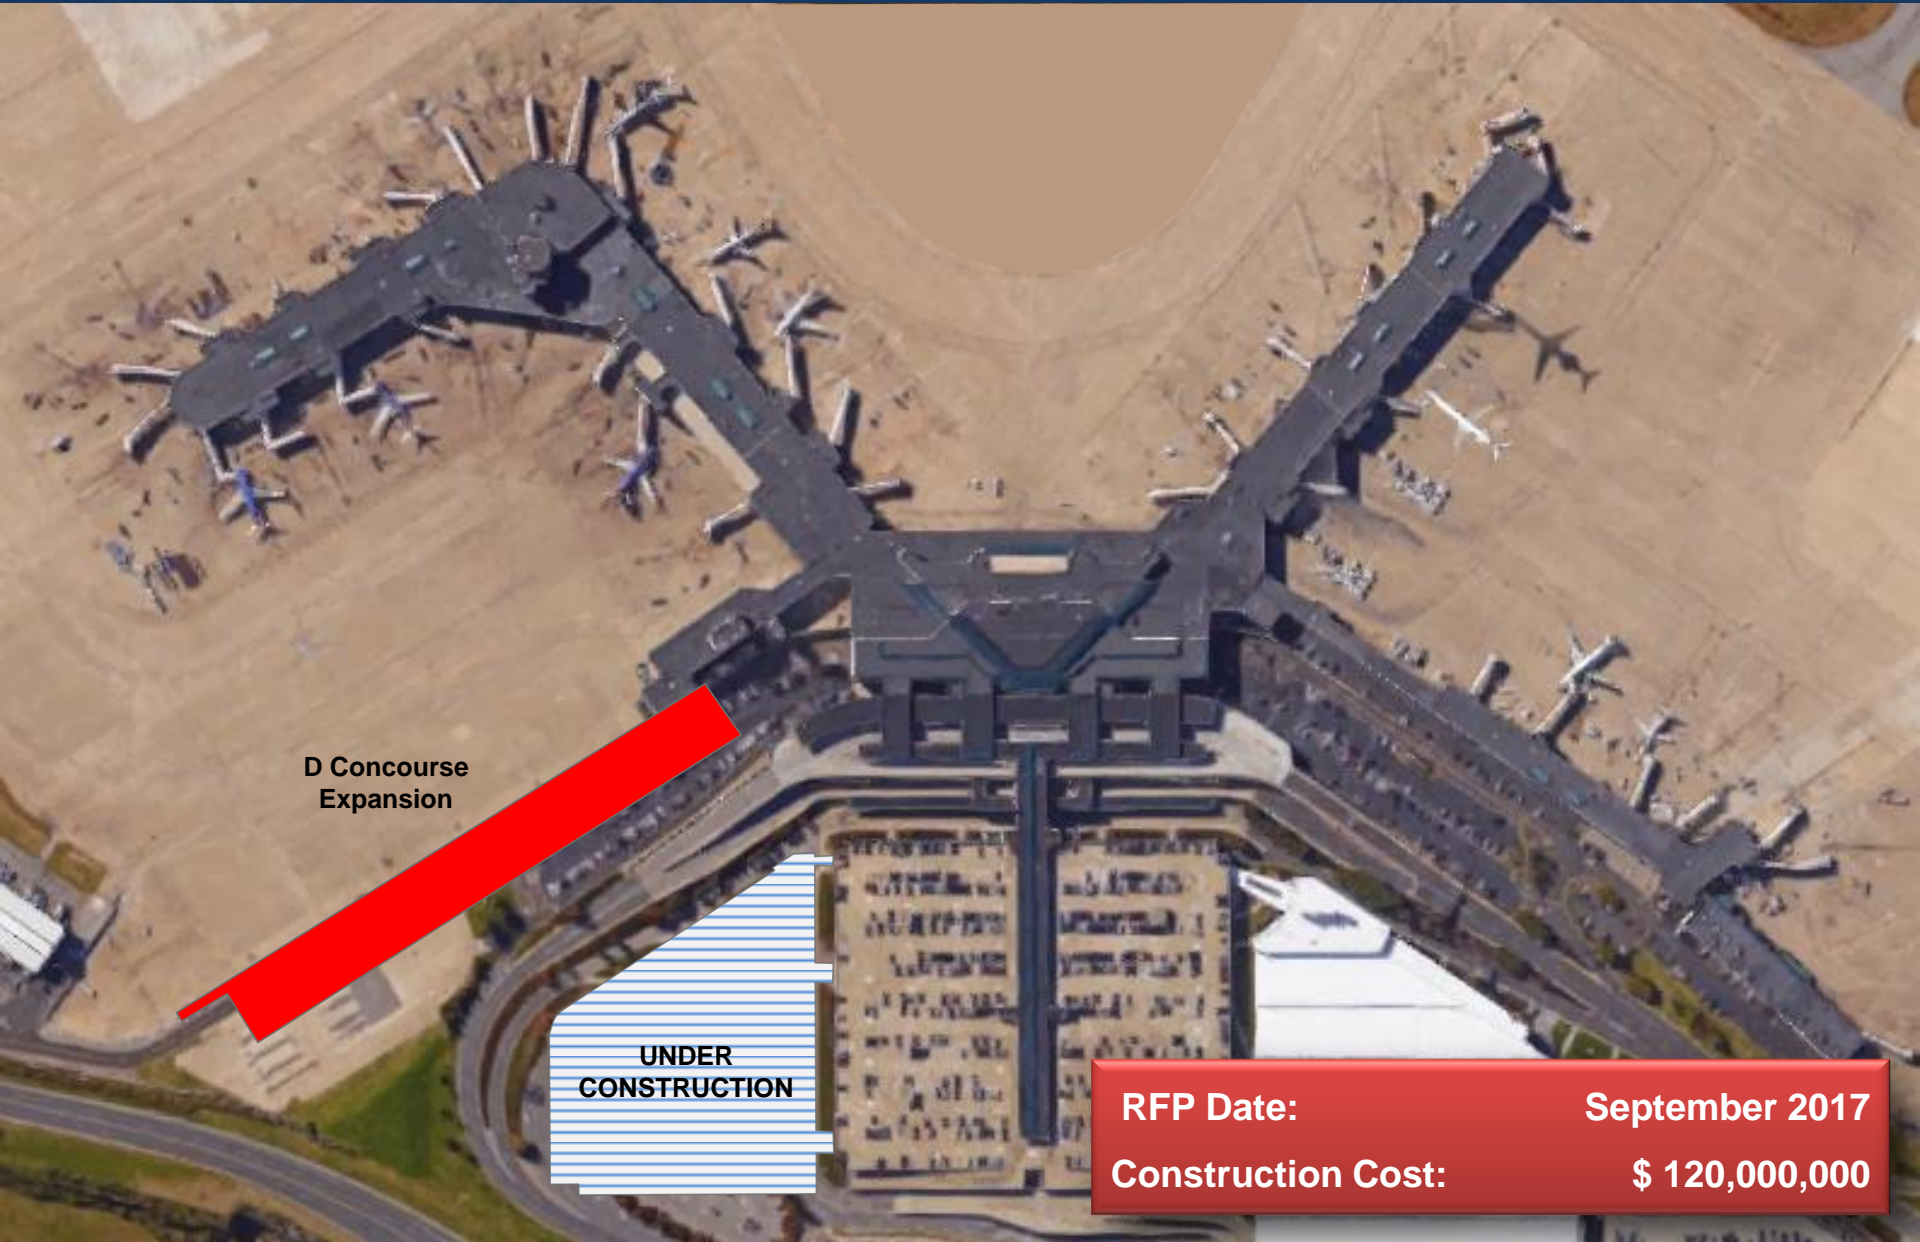 D Concourse
Expansion
UNDER
CONSTRUCTION
RFP Date: September 2017
Construction Cost: $ 120,000,000